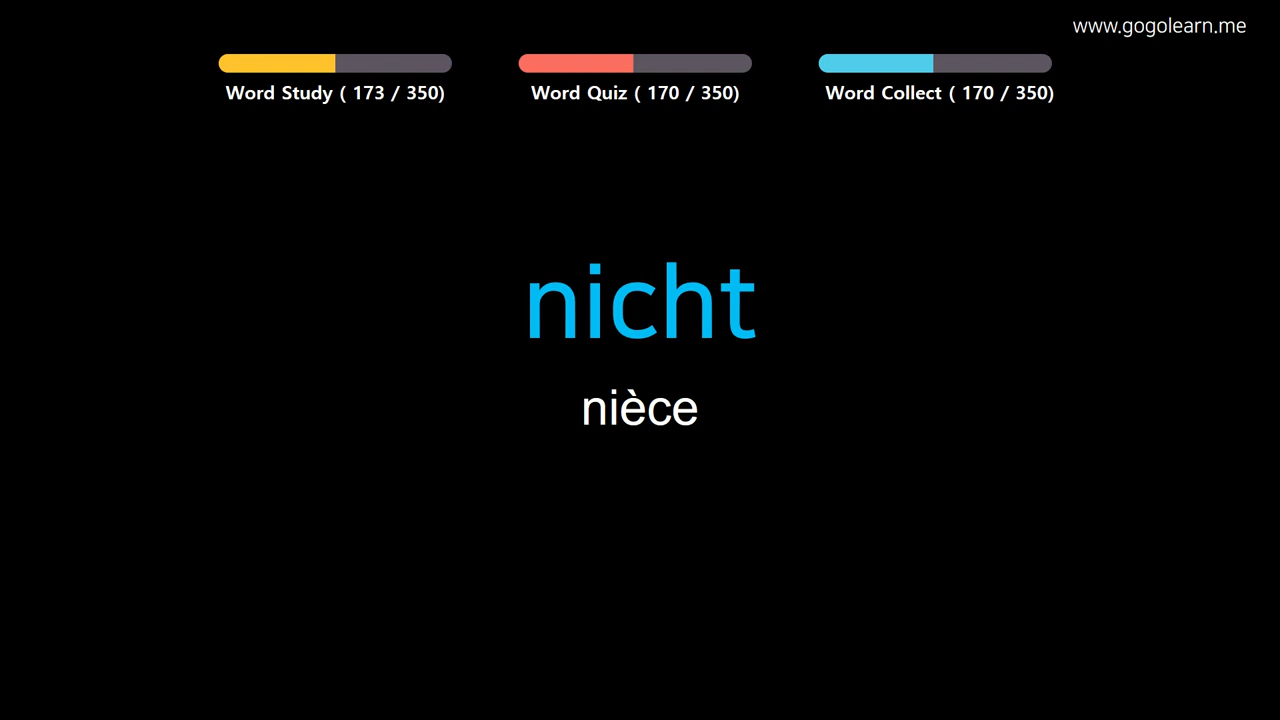 www.gogolearn.me
Word Study ( 173 / 350)
Word Quiz ( 170 / 350)
Word Collect ( 170 / 350)
nicht
nièce